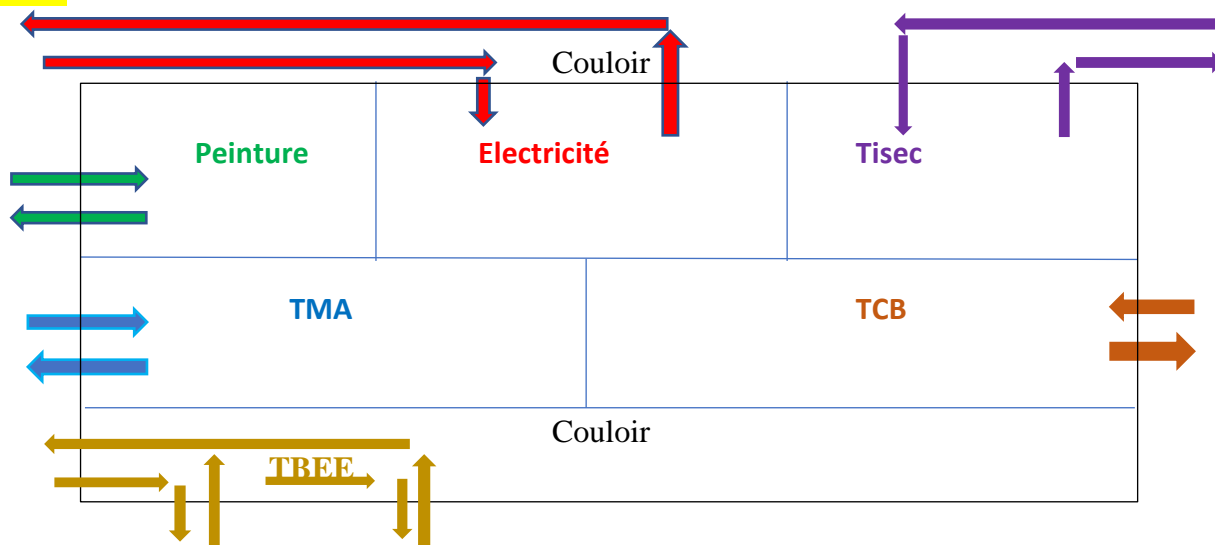 Couloir
Peinture
Electricité
Tisec
TMA
TCB
Couloir
TBEE